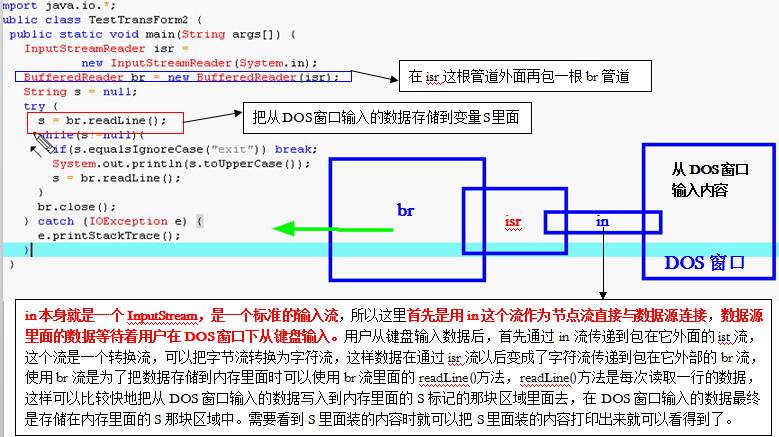 mport java.io.*;
ublic class TestTransForm2 {
public static void main(String args[]) {
InputStreamReader isr =
new InputStreamReader(System.in);
BufferedReader br = new BufferedReader(isr);
在 isr 这根管道外面再包一根 br 管道
String s = null;
try {
s = br.readLine();
把从 DOS 窗口输入的数据存储到变量 S 里面
while(s!=null){
if(s.equalsIgnoreCase("exit")) break;
System.out.println(s.toUpperCase());
s = br.readLine();
}
br.close();
} catch (IOException e) {
e.printStackTrace();
}
}
br
isr
in
从 DOS 窗口
输入内容
DOS 窗口
in 本身就是一个 InputStream，是一个标准的输入流，所以这里首先是用 in 这个流作为节点流直接与数据源连接，数据源
里面的数据等待着用户在 DOS 窗口下从键盘输入。用户从键盘输入数据后，首先通过 in 流传递到包在它外面的 ist 流，
这个流是一个转换流，可以把字节流转换为字符流，这样数据在通过 isr 流以后变成了字符流传递到包在它外部的 br 流，
使用 br 流是为了把数据存储到内存里面时可以使用 br 流里面的 readLine()方法，readLine()方法是每次读取一行的数据，
这样可以比较快地把从 DOS 窗口输入的数据写入到内存里面的 S 标记的那块区域里面去，在 DOS 窗口输入的数据最终
是存储在内存里面的 S 那块区域中。需要看到 S 里面装的内容时就可以把 S 里面装的内容打印出来就可以看得到了。